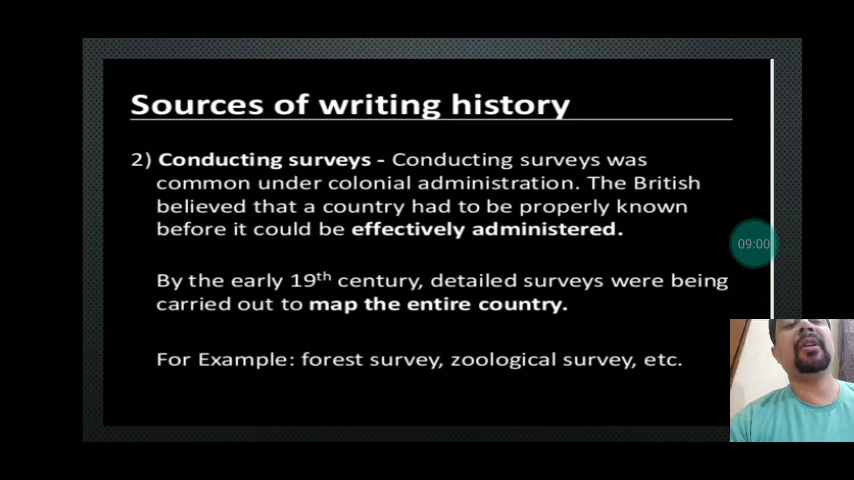 Sources of writing history
2) Conducting surveys - Conducting surveys was
common under colonial administration. The British
believed that a country had to be properly known
before it could be effectively administered.
By the early 19th century, detailed surveys were being
carried out to map the entire country.
For Example: forest survey, zoological survey, etc.
09:00